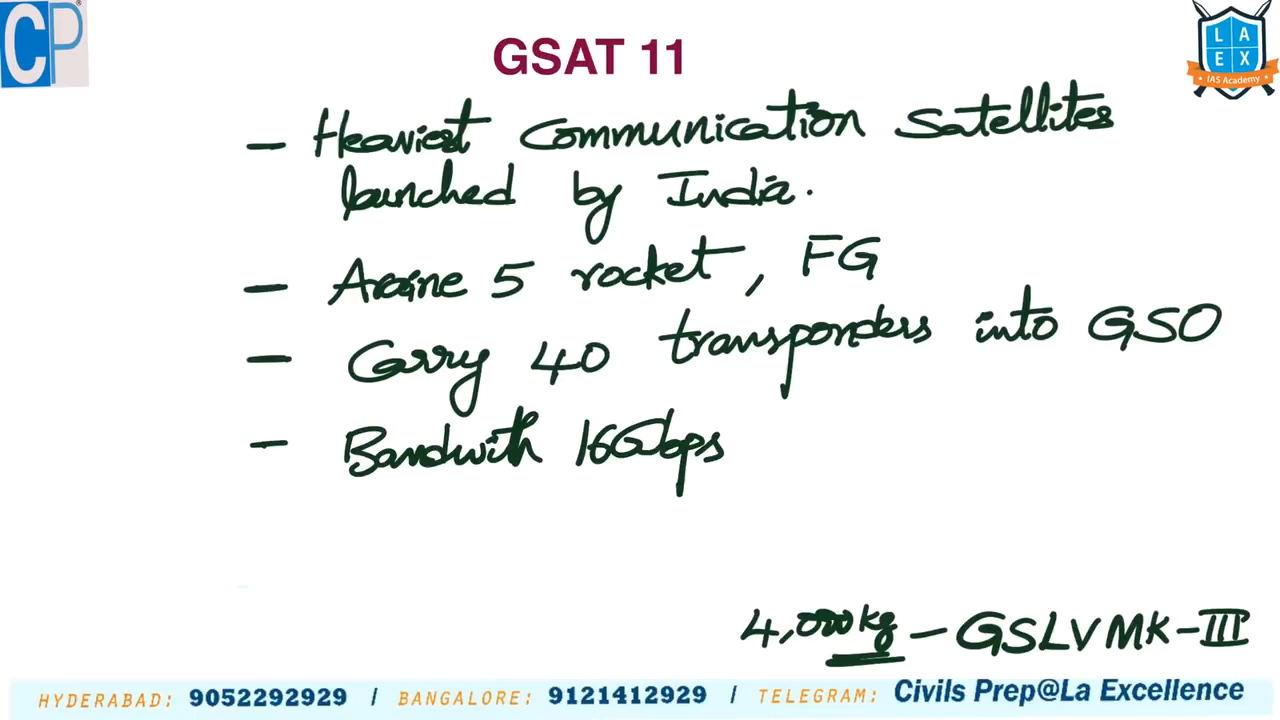 CP
GSAT 11
L A
E X
IAS Academy
- Heaviest Communication Satellites
launched by India.
- Araine 5 rocket, FG
- Carry 40 transponders into GSO
- Bandwith 16Gbps
4,000kg - GSLV MK-III
HYDERABAD: 9052292929 / BANGALORE: 9121412929 / TELEGRAM: Civils Prep@La Excellence